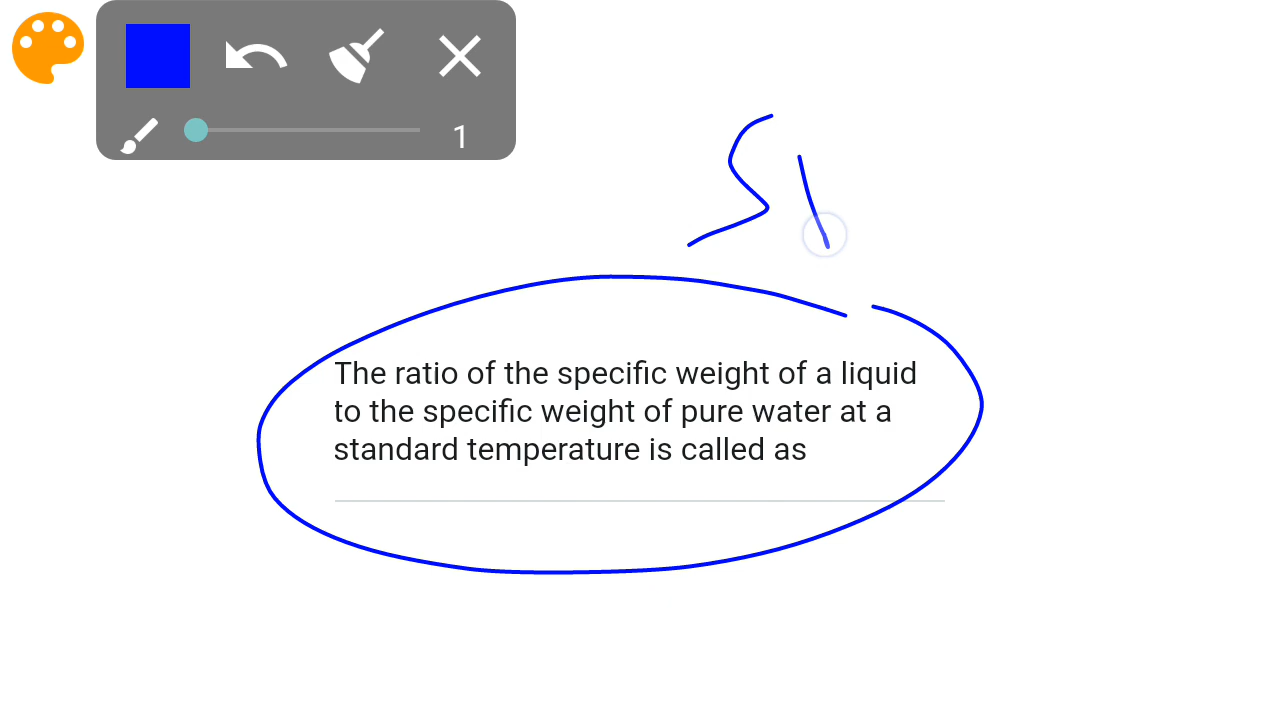 1
S
The ratio of the specific weight of a liquid
to the specific weight of pure water at a
standard temperature is called as